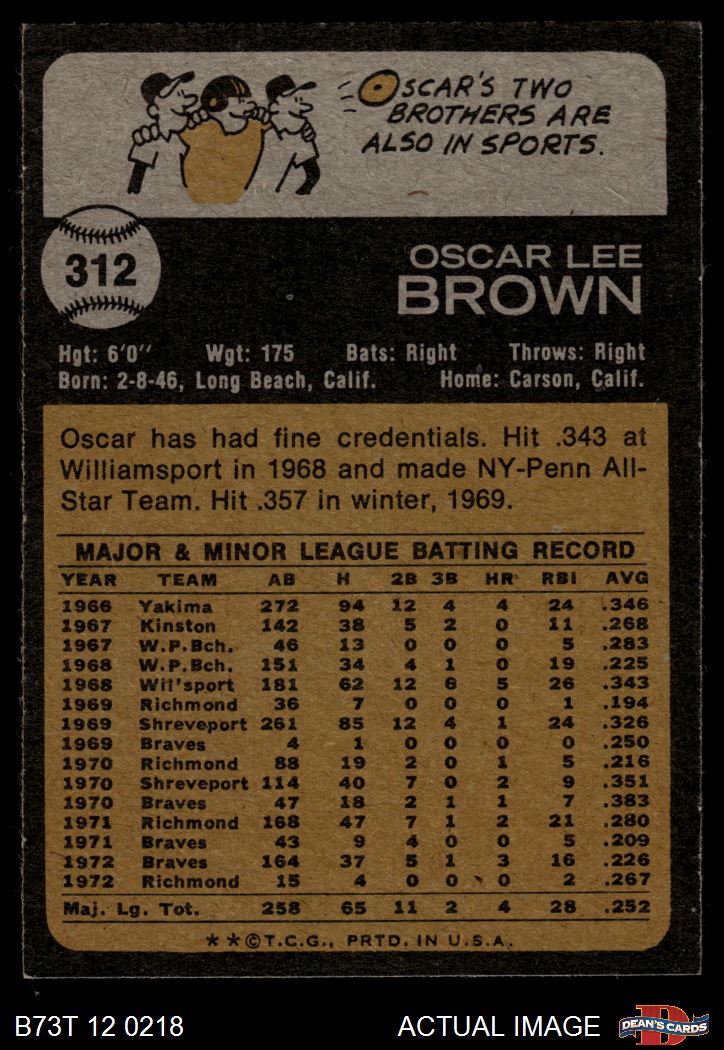 OSCAR'S TWO
BROTHERS ARE
ALSO IN SPORTS.
312
OSCAR LEE
BROWN
Hgt: 6'0" Wgt: 175 Bats: Right Throws: Right
Born: 2-8-46, Long Beach, Calif. Home: Carson, Calif.
Oscar has had fine credentials. Hit .343 at
Williamsport in 1968 and made NY-Penn All-
Star Team. Hit .357 in winter, 1969.
MAJOR & MINOR LEAGUE BATTING RECORD
YEAR TEAM AB H 2B 3B HR RBI AVG
1966 Yakima 272 94 12 4 4 24 .346
1967 Kinston 142 38 5 2 0 11 .268
1967 W.P.Bch. 46 13 0 0 0 5 .283
1968 W.P.Bch. 151 34 4 1 0 19 .225
1968 Wil'sport 181 62 12 6 5 26 .343
1969 Richmond 36 7 0 0 0 1 .194
1969 Shreveport 261 85 12 4 1 24 .326
1969 Braves 4 1 0 0 0 0 .250
1970 Richmond 88 19 2 0 1 5 .216
1970 Shreveport 114 40 7 0 2 9 .351
1970 Braves 47 18 2 1 1 7 .383
1971 Richmond 168 47 7 1 2 21 .280
1971 Braves 43 9 4 0 0 5 .209
1972 Braves 164 37 5 1 3 16 .226
1972 Richmond 15 4 0 0 0 2 .267
Maj. Lg. Tot. 258 65 11 2 4 28 .252
**©T.C.G., PRTD. IN U.S.A.
B73T 12 0218 ACTUAL IMAGE DEAN'S CARDS